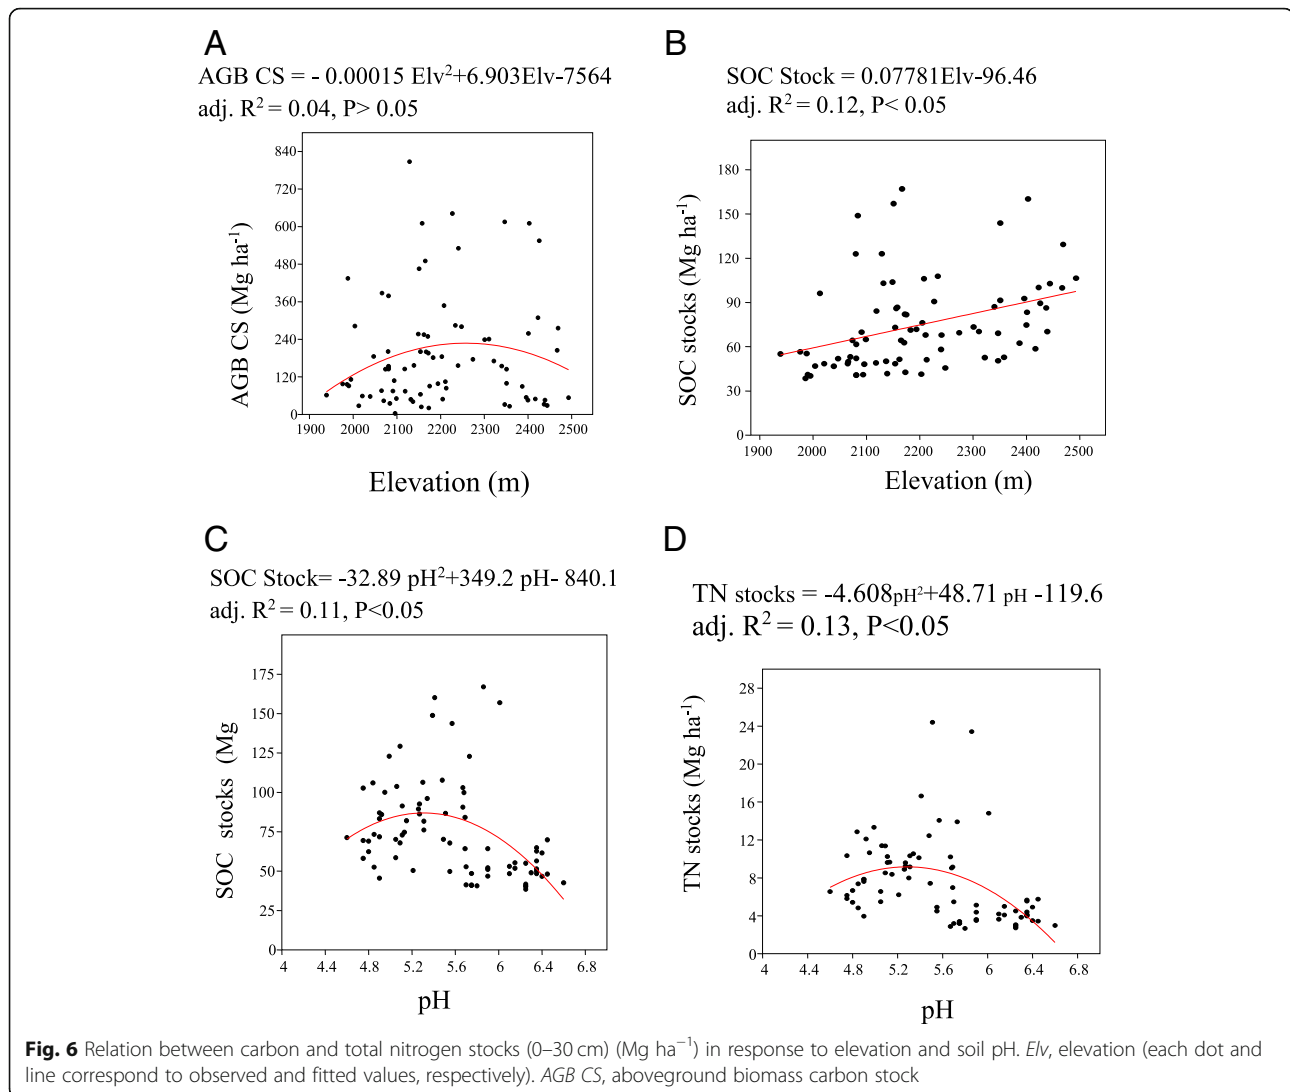 A
AGB CS = - 0.00015 Elv²+6.903Elv-7564
adj. R² = 0.04, P> 0.05
840
720
600
480
360
240
120
0
AGB CS (Mg ha⁻¹)
1900 2000 2100 2200 2300 2400 2500
Elevation (m)
B
SOC Stock = 0.07781Elv-96.46
adj. R² = 0.12, P< 0.05
180
150
120
90
60
30
0
SOC stocks (Mg ha⁻¹)
1900 2000 2100 2200 2300 2400 2500
Elevation (m)
C
SOC Stock= -32.89 pH²+349.2 pH- 840.1
adj. R² = 0.11, P<0.05
175
150
125
100
75
50
25
0
SOC stocks (Mg
4 4.4 4.8 5.2 5.6 6 6.4 6.8
pH
D
TN stocks = -4.608pH²+48.71 pH -119.6
adj. R² = 0.13, P<0.05
28
24
20
16
12
8
4
0
TN stocks (Mg ha⁻¹)
4 4.4 4.8 5.2 5.6 6 6.4 6.8
pH
Fig. 6 Relation between carbon and total nitrogen stocks (0–30 cm) (Mg ha⁻¹) in response to elevation and soil pH. Elv, elevation (each dot and
line correspond to observed and fitted values, respectively). AGB CS, aboveground biomass carbon stock